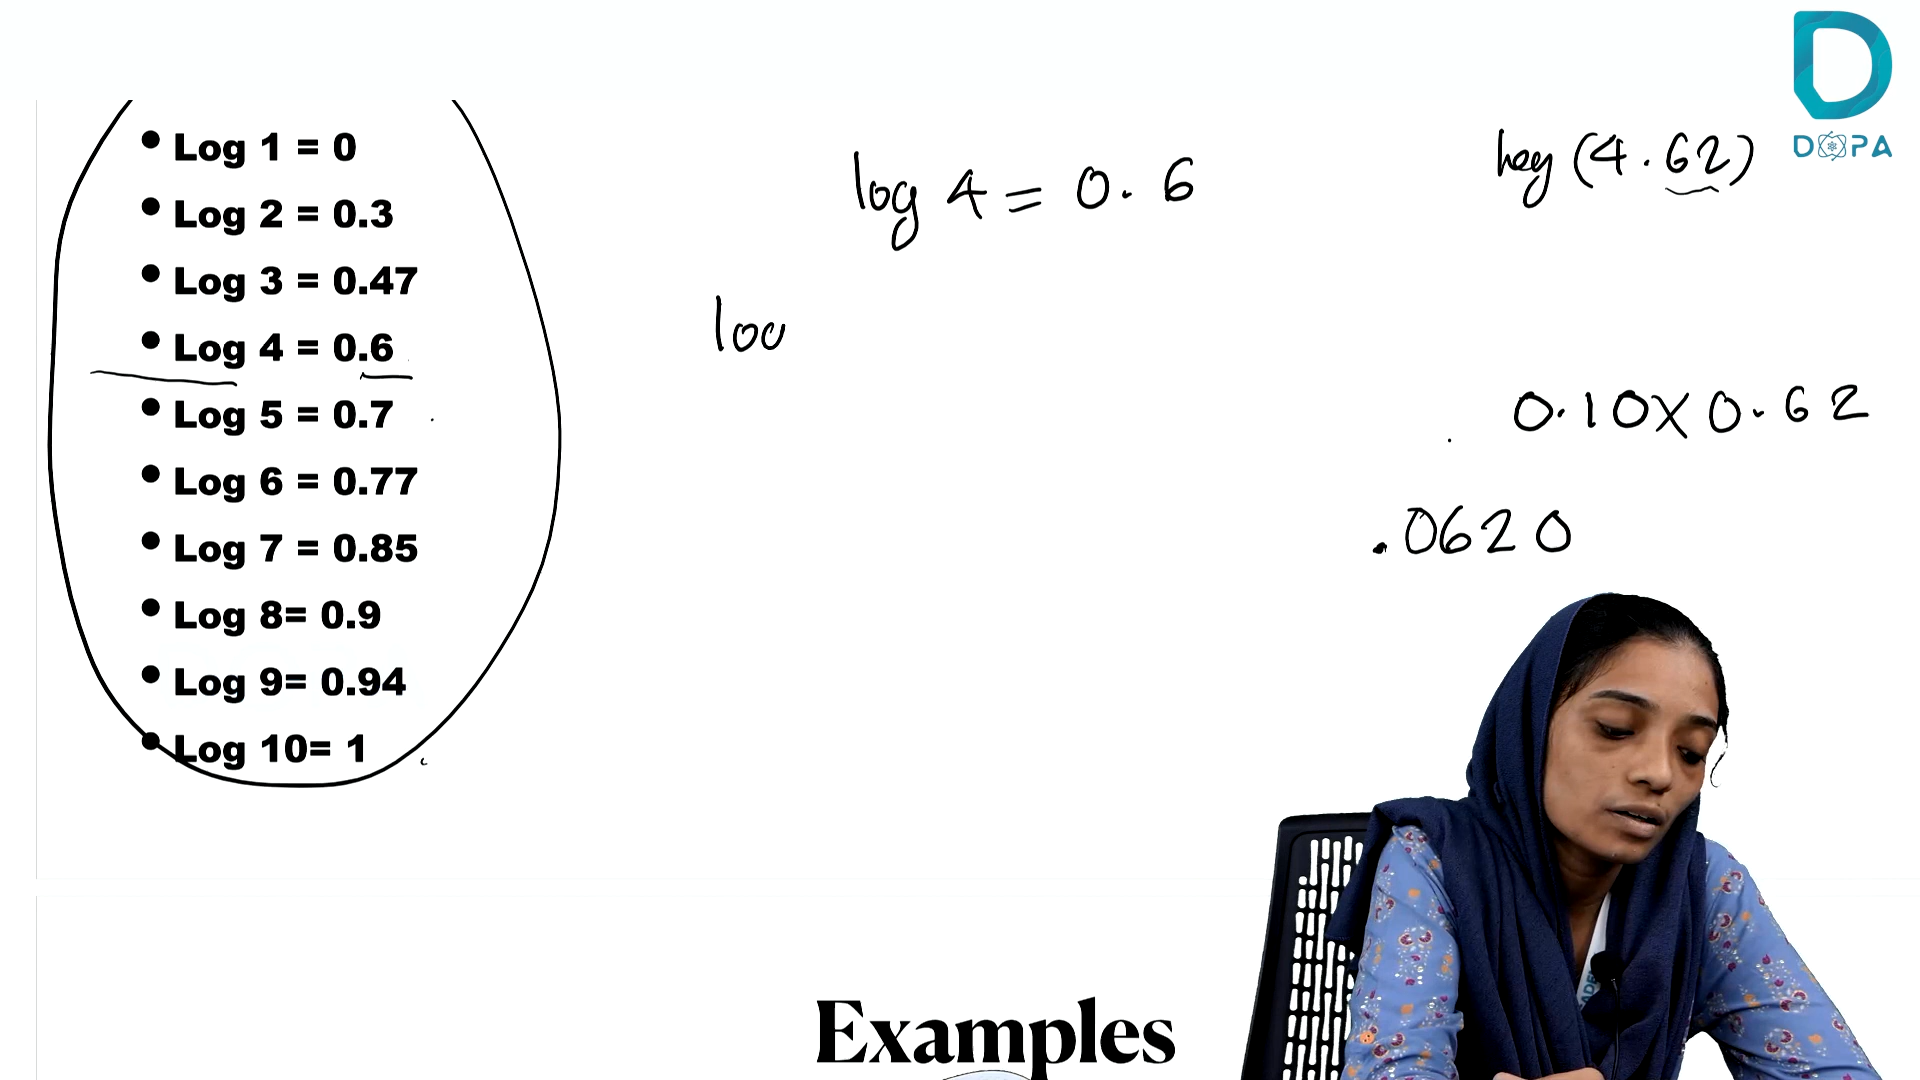 • Log 1 = 0
• Log 2 = 0.3
• Log 3 = 0.47
• Log 4 = 0.6
• Log 5 = 0.7
• Log 6 = 0.77
• Log 7 = 0.85
• Log 8= 0.9
• Log 9= 0.94
• Log 10= 1
log 4 = 0.6
loo
log (4.62)
0.10 X 0.62
.0620
DOPA
Examples